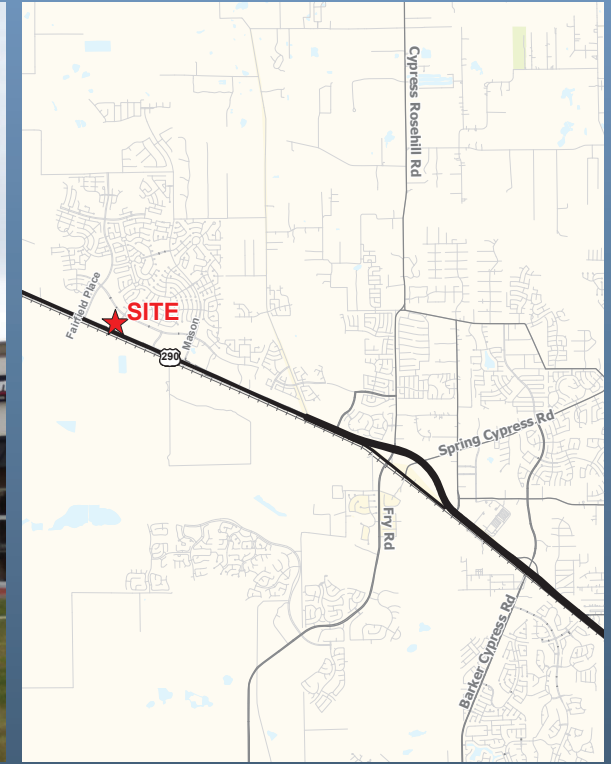 Cypress Rosehill Rd
Fairfield Place
SITE
Mason
290
Spring Cypress Rd
Fry Rd
Barker Cypress Rd